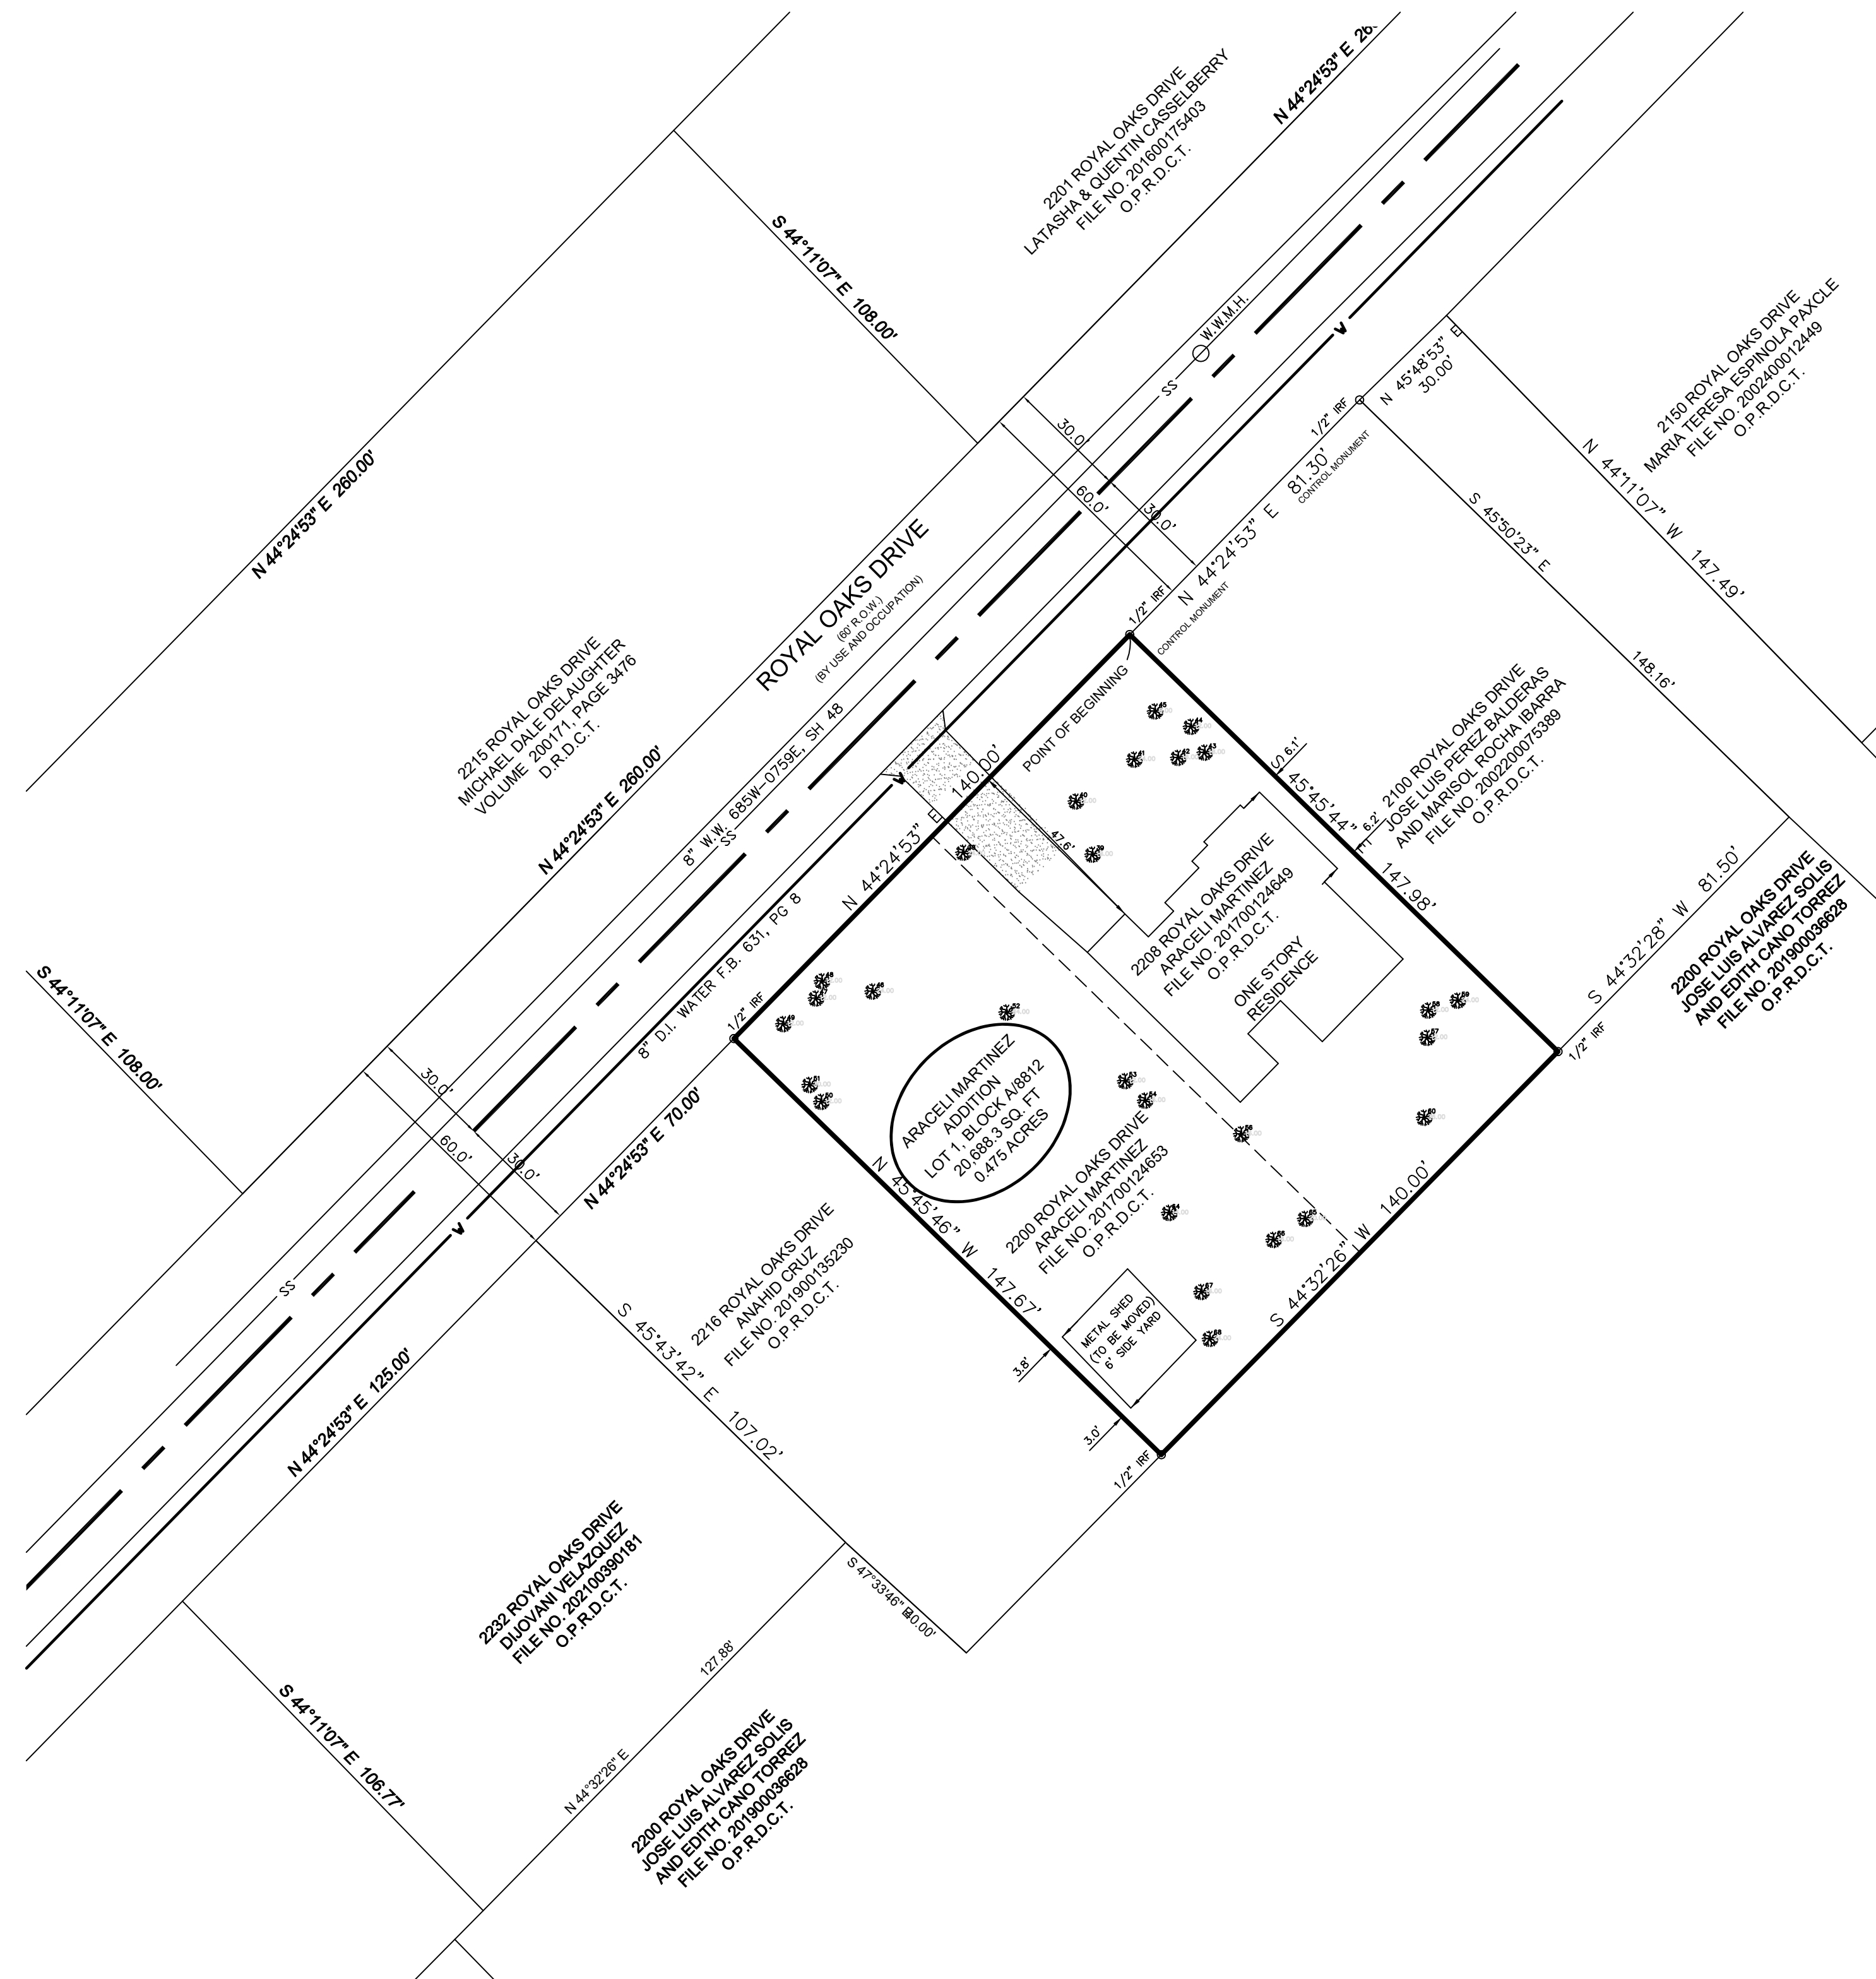 N 44°24'53" E 26
2201 ROYAL OAKS DRIVE
LATASHA & QUENTIN CASSELBERRY
FILE NO. 201600175403
O.P.R.D.C.T.
S 44°11'07" E 108.00'
W.W.M.H.
SS
2150 ROYAL OAKS DRIVE
MARIA TERESA ESPINOLA PAXCLE
FILE NO. 2002400012449
O.P.R.D.C.T.
N 45°48'53" E
30.00'
1/2" IRF
CONTROL MONUMENT
N 44°24'53" E 81.30'
N 44°11'07" W 147.49'
S 45°50'23" E
148.16'
30.0'
60.0'
30.0'
N 44°24'53" E 260.00'
ROYAL OAKS DRIVE
(60' R.O.W.)
(BY USE AND OCCUPATION)
1/2" IRF
CONTROL MONUMENT
POINT OF BEGINNING
2215 ROYAL OAKS DRIVE
MICHAEL DALE DELAUGHTER
VOLUME 200171, PAGE 3476
D.R.D.C.T.
N 44°24'53" E 260.00'
8" W.W. 685W-0759E, SH 48
SS
8" D.I. WATER F.B. 631, PG 8
N 44°24'53" E
140.00'
47.6'
S 45°45'44" E
147.98'
6.1'
6.2'
2100 ROYAL OAKS DRIVE
JOSE LUIS PEREZ BALDERAS
AND MARISOL ROCHA IBARRA
FILE NO. 2002200075389
O.P.R.D.C.T.
2208 ROYAL OAKS DRIVE
ARACELI MARTINEZ
FILE NO. 201700124649
O.P.R.D.C.T.
ONE STORY
RESIDENCE
S 44°32'28" W 81.50'
2200 ROYAL OAKS DRIVE
JOSE LUIS ALVAREZ SOLIS
AND EDITH CANO TORREZ
FILE NO. 201900036628
O.P.R.D.C.T.
1/2" IRF
1/2" IRF
S 44°11'07" E 108.00'
30.0'
60.0'
30.0'
N 44°24'53" E 70.00'
ARACELI MARTINEZ
ADDITION
LOT 1, BLOCK A/8812
20,688.3 SQ. FT
0.475 ACRES
2200 ROYAL OAKS DRIVE
ARACELI MARTINEZ
FILE NO. 201700124653
O.P.R.D.C.T.
N 45°45'46" W 147.67'
S 44°32'26" W 140.00'
METAL SHED
(TO BE MOVED)
6' SIDE YARD
3.8'
3.0'
1/2" IRF
2216 ROYAL OAKS DRIVE
ANAHID CRUZ
FILE NO. 201900135230
O.P.R.D.C.T.
S 45°43'42" E 107.02'
SS
N 44°24'53" E 125.00'
2232 ROYAL OAKS DRIVE
DIJOVANI VELAZQUEZ
FILE NO. 202100390181
O.P.R.D.C.T.
S 47°33'46" E
40.00'
127.88'
N 44°32'26" E
S 44°11'07" E 106.77'
2200 ROYAL OAKS DRIVE
JOSE LUIS ALVAREZ SOLIS
AND EDITH CANO TORREZ
FILE NO. 201900036628
O.P.R.D.C.T.